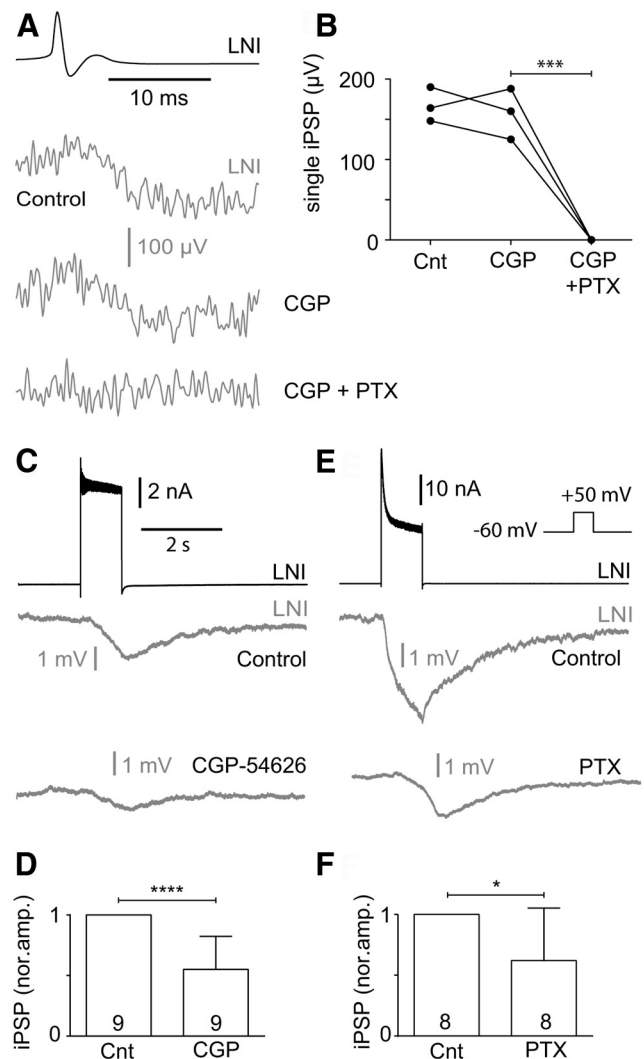 A
LNI
10 ms
LNI
Control
100 µV
CGP
CGP + PTX
B
single iPSP (µV)
200
100
0
***
Cnt
CGP
CGP
+PTX
C
2 nA
2 s
LNI
LNI
1 mV
Control
1 mV
CGP-54626
E
10 nA
+50 mV
-60 mV
LNI
LNI
1 mV
Control
1 mV
PTX
D
iPSP (nor.amp.)
1
0
****
9
9
Cnt
CGP
F
iPSP (nor.amp.)
1
0
*
8
8
Cnt
PTX